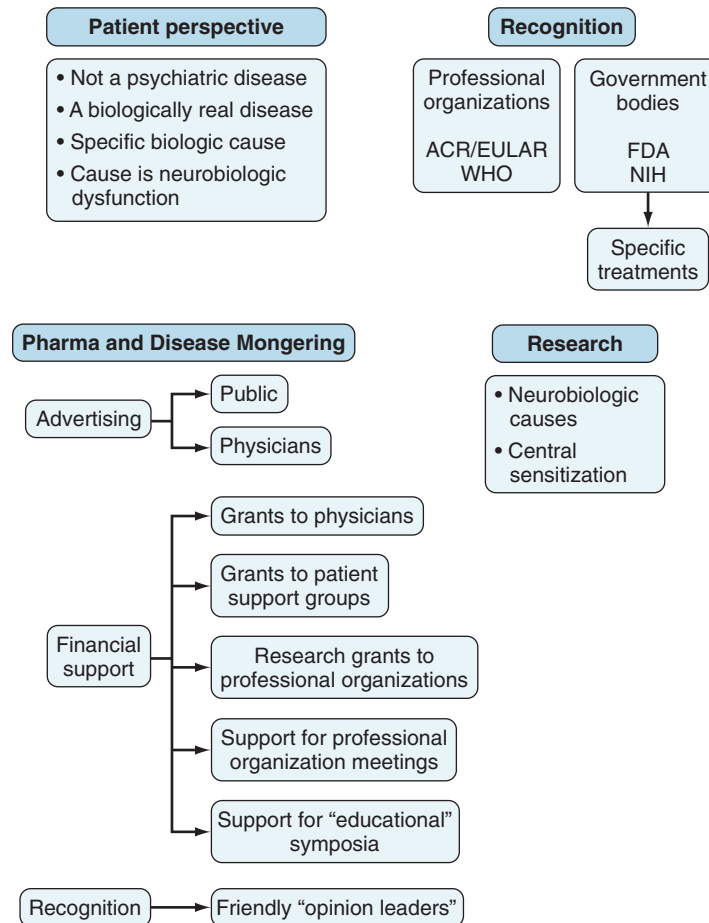 Patient perspective
• Not a psychiatric disease
• A biologically real disease
• Specific biologic cause
• Cause is neurobiologic
dysfunction
Recognition
Professional
organizations
ACR/EULAR
WHO
Government
bodies
FDA
NIH
Specific
treatments
Pharma and Disease Mongering
Advertising
Public
Physicians
Financial
support
Grants to physicians
Grants to patient
support groups
Research grants to
professional organizations
Support for professional
organization meetings
Support for “educational”
symposia
Recognition
Friendly “opinion leaders”
Research
• Neurobiologic
causes
• Central
sensitization